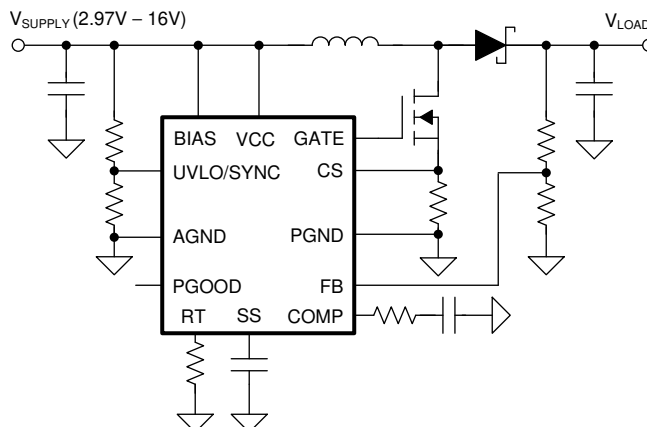 VSUPPLY (2.97V – 16V)
VLOAD
BIAS VCC GATE
UVLO/SYNC CS
AGND PGND
PGOOD FB
RT SS COMP